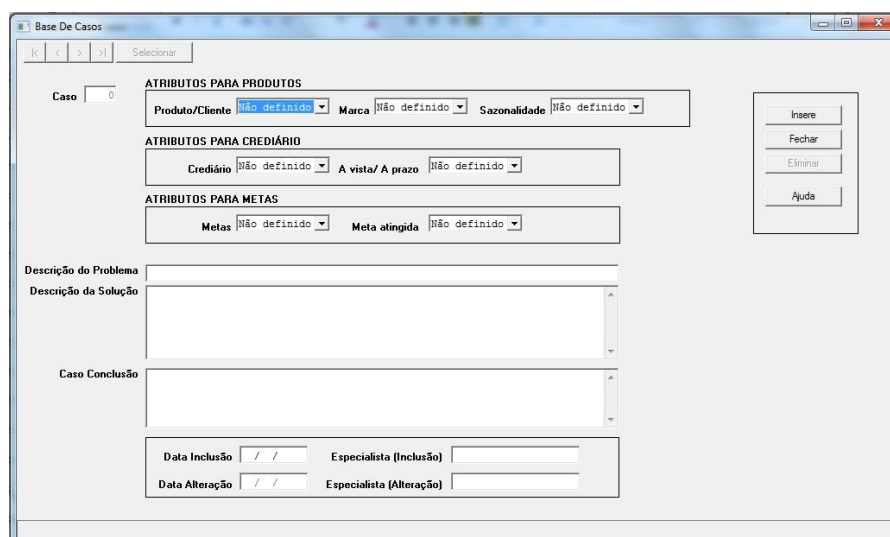 Base De Casos
|< < > >| Selecionar
Caso 0
ATRIBUTOS PARA PRODUTOS
Produto/Cliente Não definido Marca Não definido Sazonalidade Não definido
ATRIBUTOS PARA CREDIÁRIO
Crediário Não definido A vista/ A prazo Não definido
ATRIBUTOS PARA METAS
Metas Não definido Meta atingida Não definido
Insere
Fechar
Eliminar
Ajuda
Descrição do Problema
Descrição da Solução
Caso Conclusão
Data Inclusão / / Especialista (Inclusão)
Data Alteração / / Especialista (Alteração)